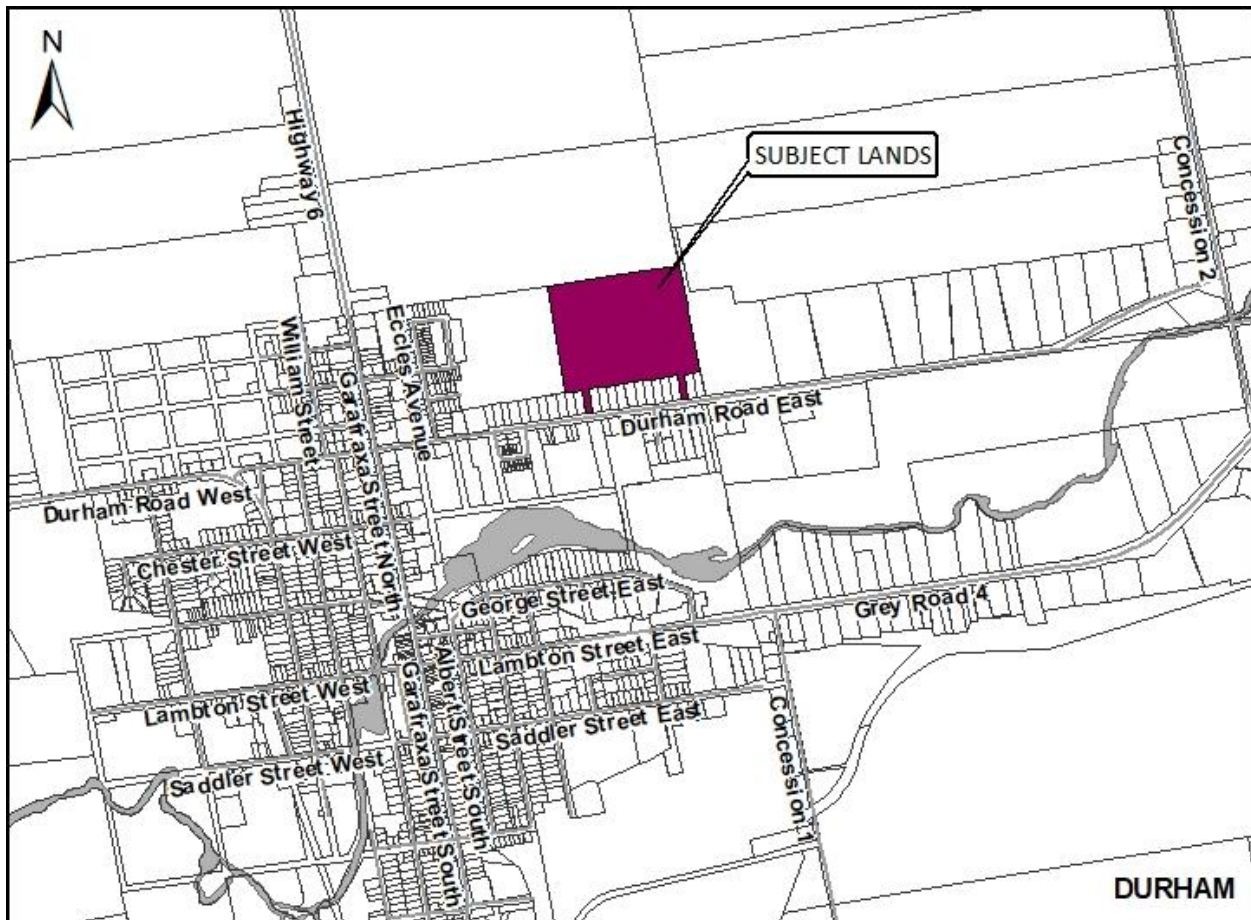 N
Highway 6
SUBJECT LANDS
Concession 2
William Street
Eccles Avenue
Garafraxa Street North
Durham Road East
Durham Road West
Chester Street West
George Street East
Grey Road 4
Lambton Street East
Lambton Street West
Albert Street South
Garafraxa Street South
Saddler Street East
Saddler Street West
Concession 1
DURHAM